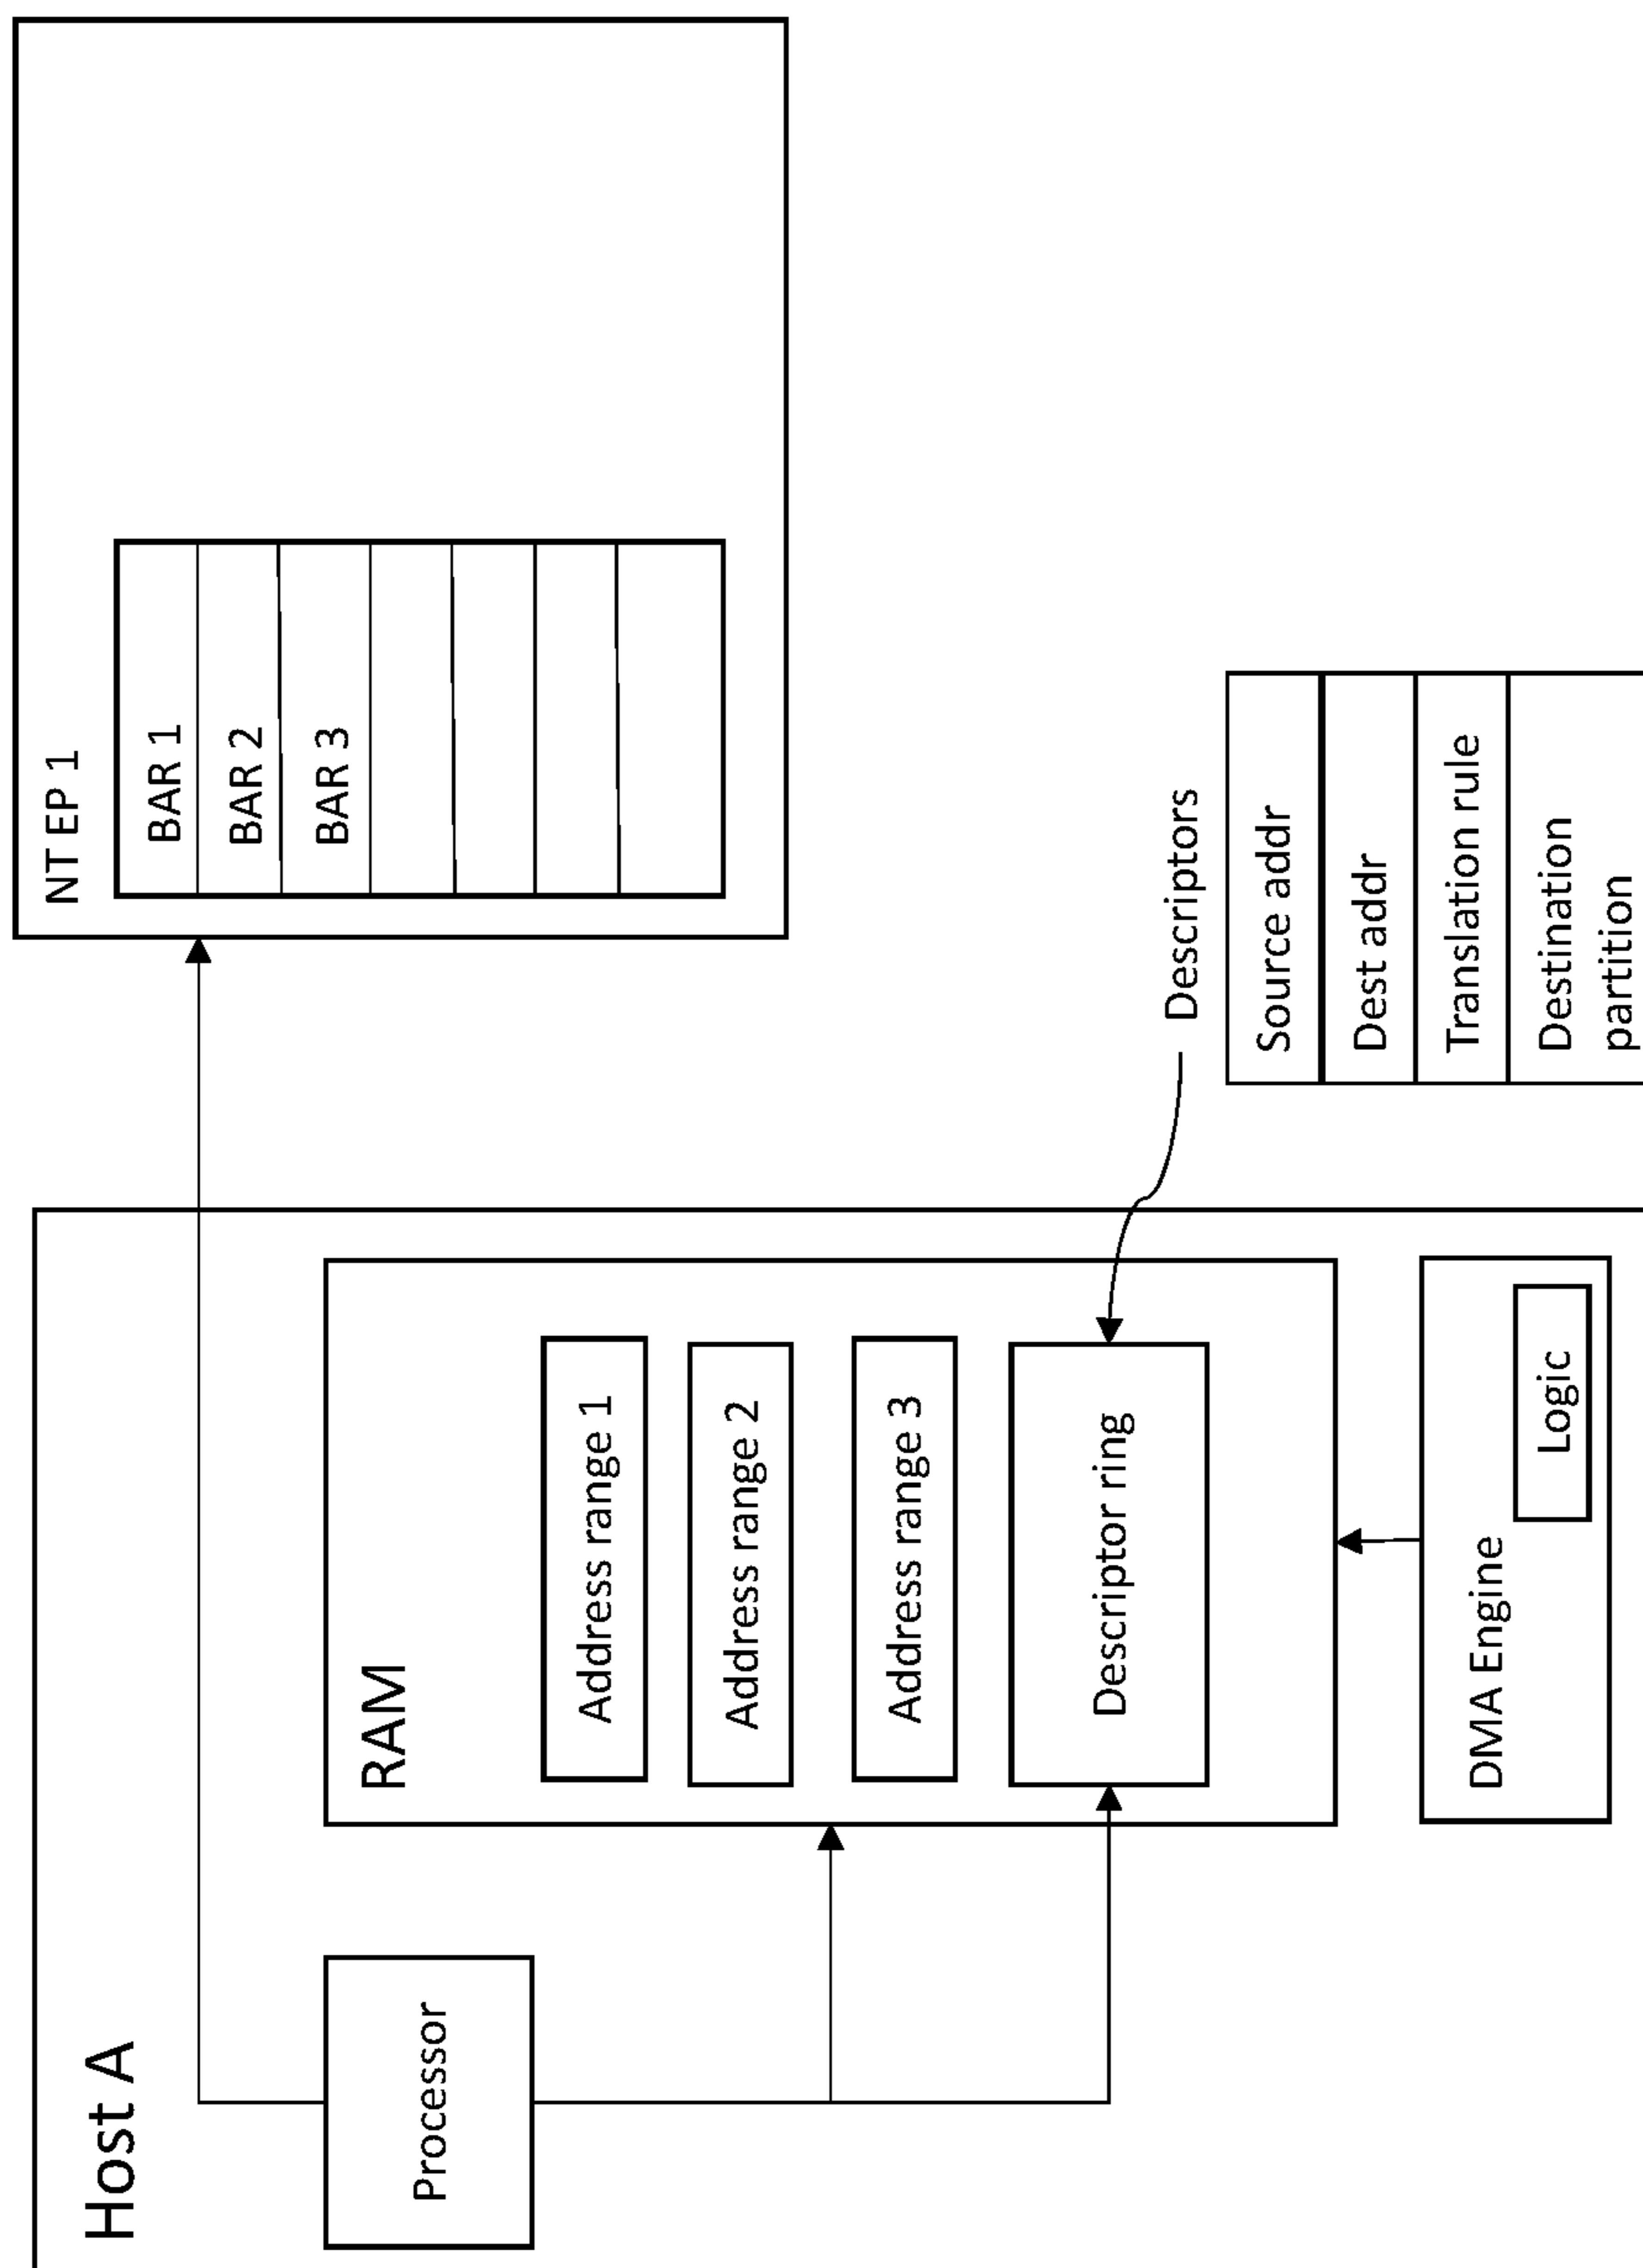 Host A
Processor
RAM
Address range 1
Address range 2
Address range 3
Descriptor ring
DMA Engine
Logic
NT EP 1
BAR 1
BAR 2
BAR 3
Descriptors
Source addr
Dest addr
Translation rule
Destination
partition